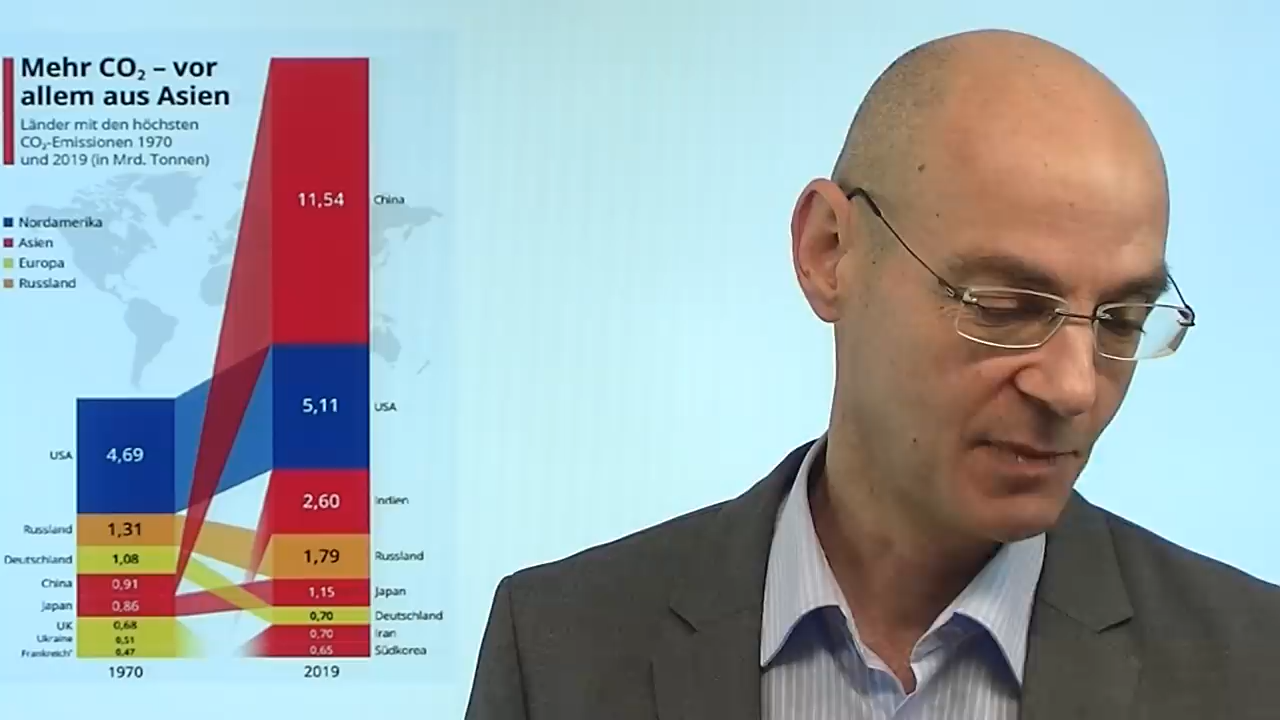 Mehr CO₂ – vor
allem aus Asien
Länder mit den höchsten
CO₂-Emissionen 1970
und 2019 (in Mrd. Tonnen)
Nordamerika
Asien
Europa
Russland
USA 4,69
Russland 1,31
Deutschland 1,08
China 0,91
Japan 0,86
UK 0,68
Ukraine 0,51
Frankreich 0,47
1970
11,54 China
5,11 USA
2,60 Indien
1,79 Russland
1,15 Japan
0,70 Deutschland
0,70 Iran
0,65 Südkorea
2019